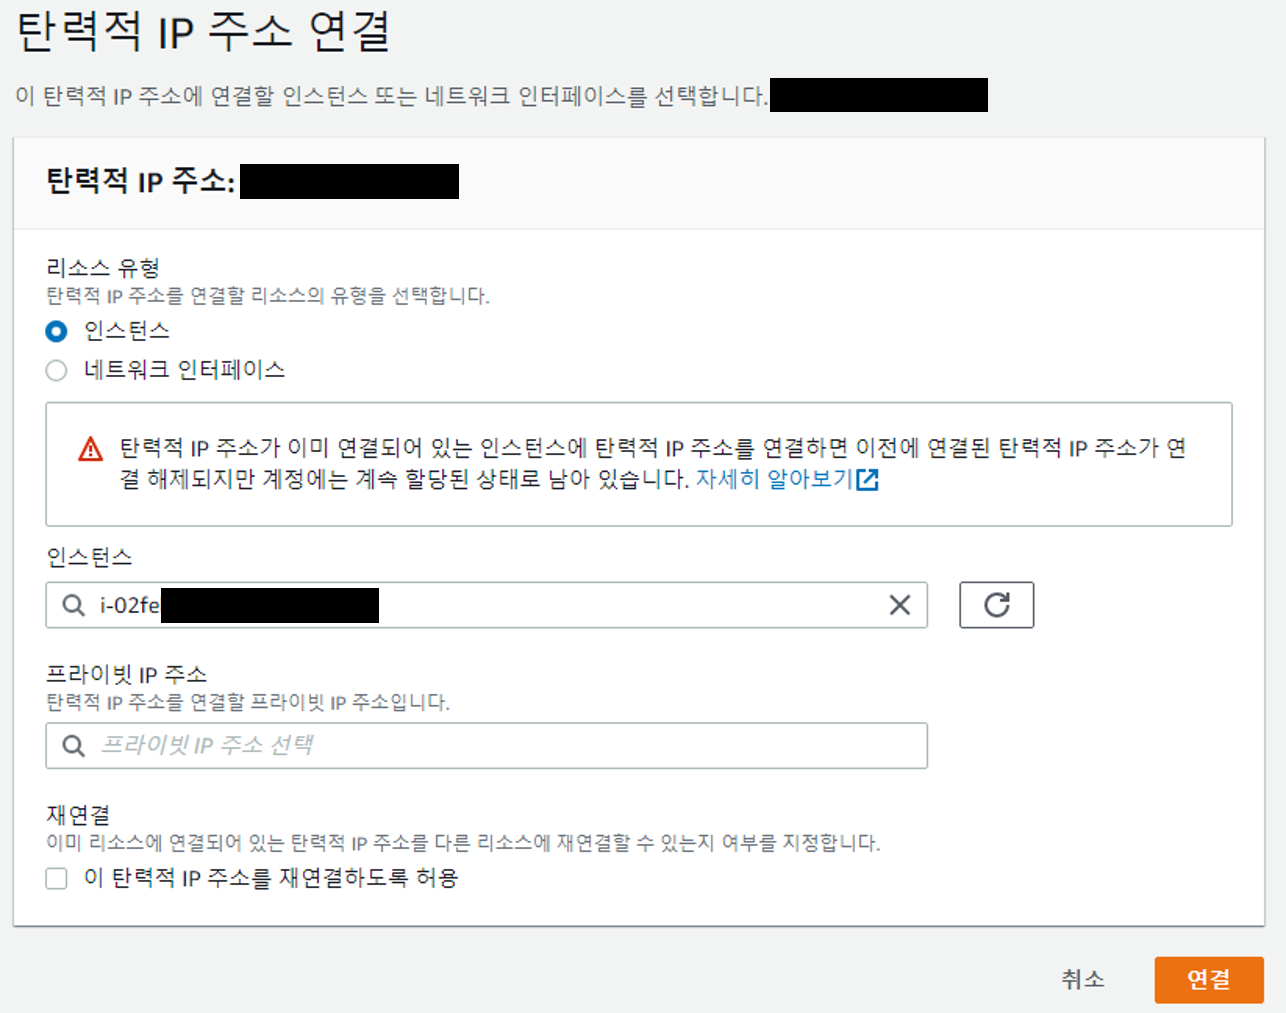 탄력적 IP 주소 연결
이 탄력적 IP 주소에 연결할 인스턴스 또는 네트워크 인터페이스를 선택합니다.
탄력적 IP 주소:
리소스 유형
탄력적 IP 주소를 연결할 리소스의 유형을 선택합니다.
인스턴스
네트워크 인터페이스
탄력적 IP 주소가 이미 연결되어 있는 인스턴스에 탄력적 IP 주소를 연결하면 이전에 연결된 탄력적 IP 주소가 연
결 해제되지만 계정에는 계속 할당된 상태로 남아 있습니다. 자세히 알아보기
인스턴스
i-02fe
프라이빗 IP 주소
탄력적 IP 주소를 연결할 프라이빗 IP 주소입니다.
프라이빗 IP 주소 선택
재연결
이미 리소스에 연결되어 있는 탄력적 IP 주소를 다른 리소스에 재연결할 수 있는지 여부를 지정합니다.
이 탄력적 IP 주소를 재연결하도록 허용
취소
연결